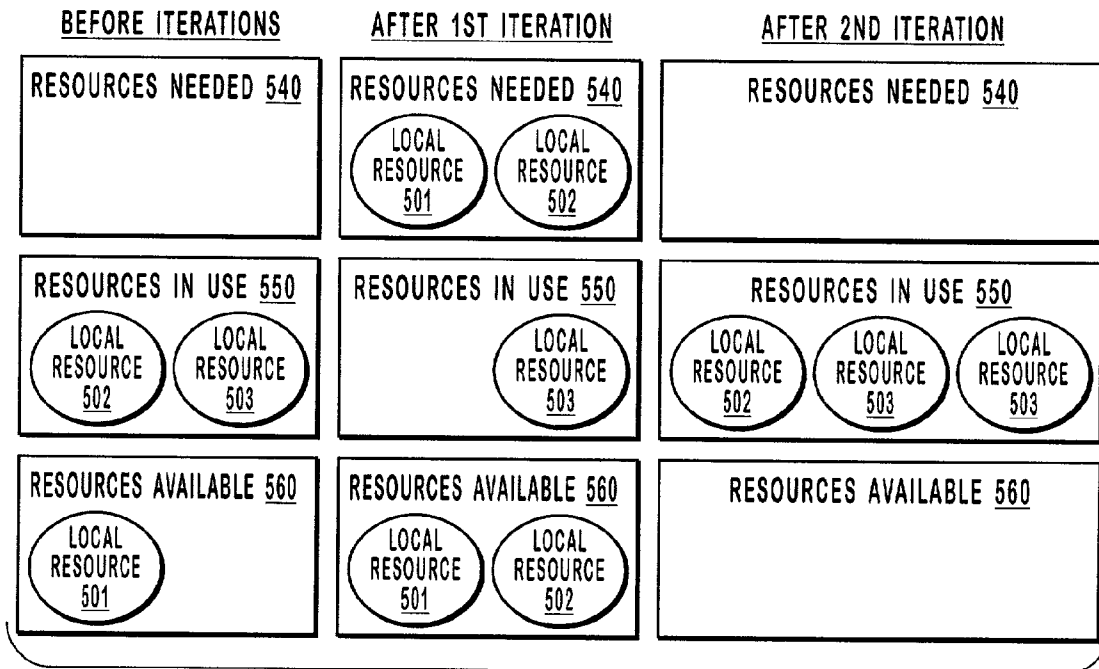 BEFORE ITERATIONS
AFTER 1ST ITERATION
AFTER 2ND ITERATION
RESOURCES NEEDED 540
RESOURCES NEEDED 540
LOCAL RESOURCE 501
LOCAL RESOURCE 502
RESOURCES NEEDED 540
RESOURCES IN USE 550
LOCAL RESOURCE 502
LOCAL RESOURCE 503
RESOURCES IN USE 550
LOCAL RESOURCE 503
RESOURCES IN USE 550
LOCAL RESOURCE 502
LOCAL RESOURCE 503
LOCAL RESOURCE 503
RESOURCES AVAILABLE 560
LOCAL RESOURCE 501
RESOURCES AVAILABLE 560
LOCAL RESOURCE 501
LOCAL RESOURCE 502
RESOURCES AVAILABLE 560